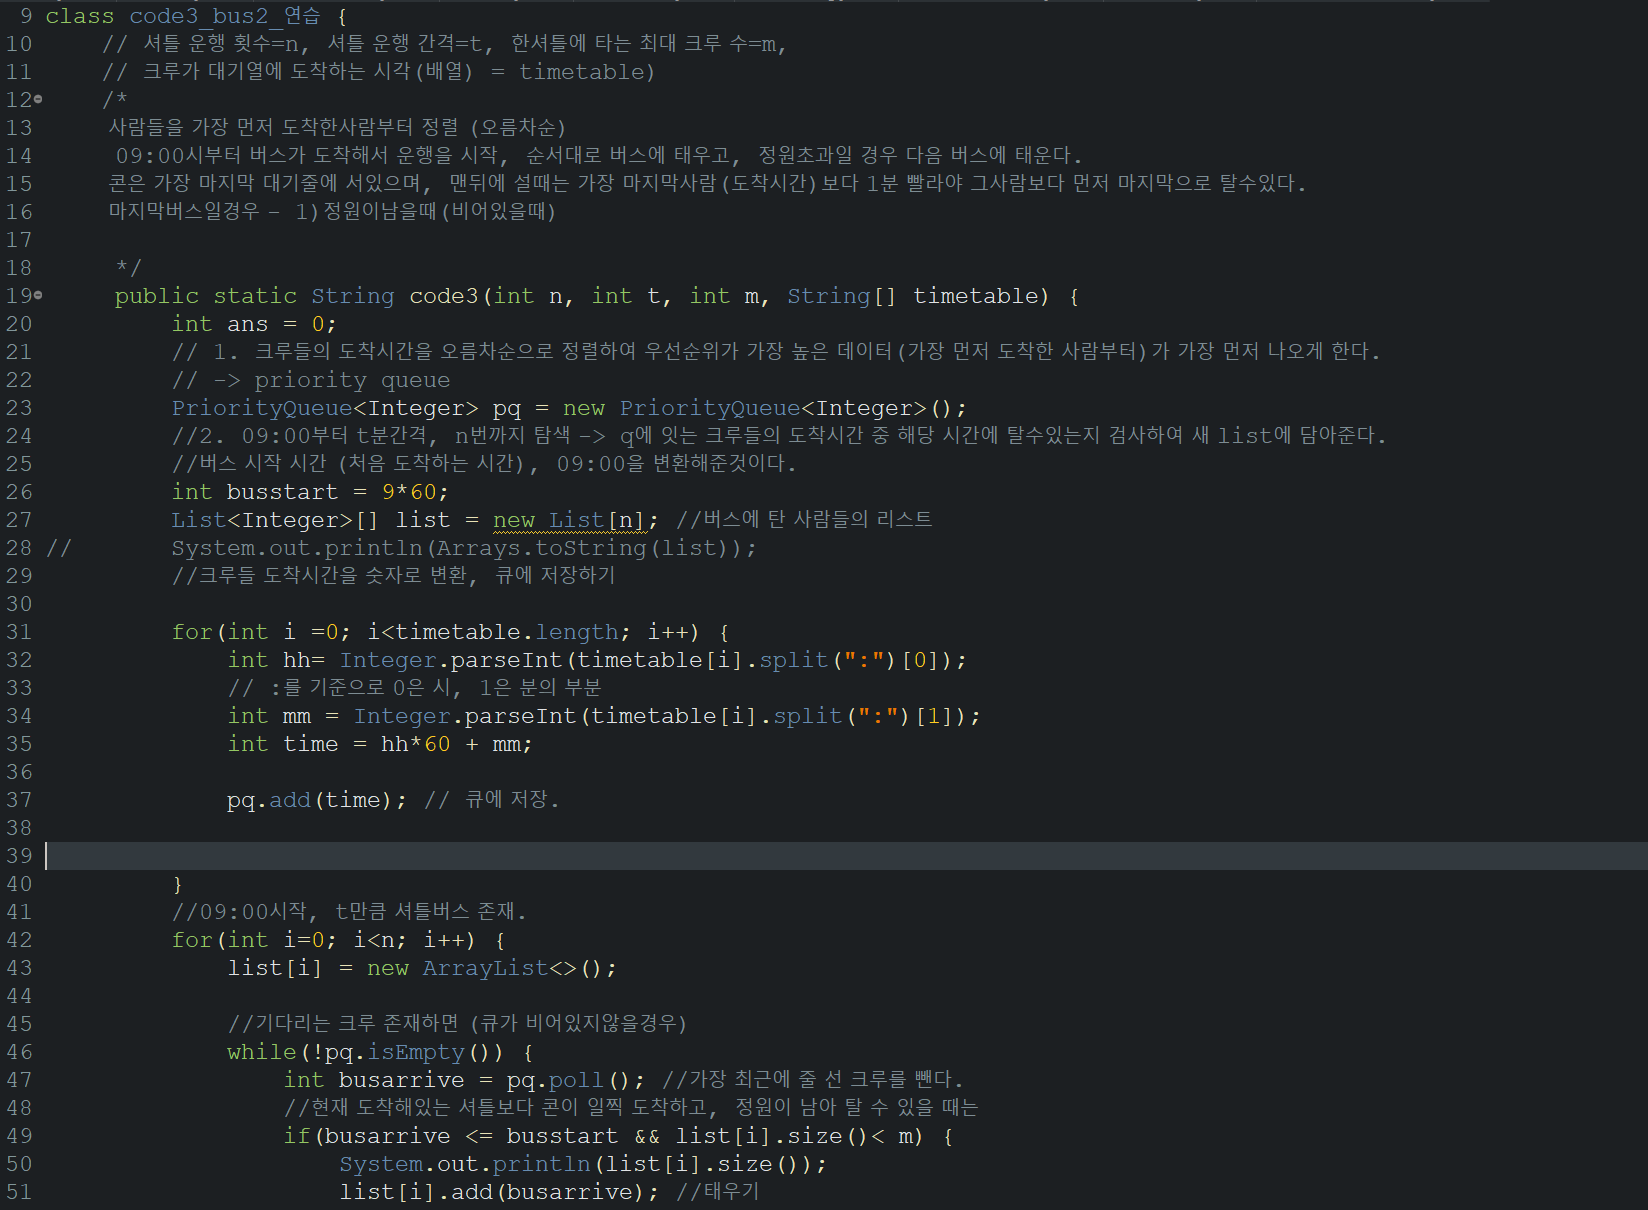 9 class code3_bus2_연습 {
10 // 셔틀 운행 횟수=n, 셔틀 운행 간격=t, 한셔틀에 타는 최대 크루 수=m,
11 // 크루가 대기열에 도착하는 시각(배열) = timetable)
12 /*
13 사람들을 가장 먼저 도착한사람부터 정렬 (오름차순)
14 09:00시부터 버스가 도착해서 운행을 시작, 순서대로 버스에 태우고, 정원초과일 경우 다음 버스에 태운다.
15 콘은 가장 마지막 대기줄에 서있으며, 맨뒤에 설때는 가장 마지막사람(도착시간)보다 1분 빨라야 그사람보다 먼저 마지막으로 탈수있다.
16 마지막버스일경우 - 1)정원이남을때(비어있을때)
17
18 */
19 public static String code3(int n, int t, int m, String[] timetable) {
20 int ans = 0;
21 // 1. 크루들의 도착시간을 오름차순으로 정렬하여 우선순위가 가장 높은 데이터(가장 먼저 도착한 사람부터)가 가장 먼저 나오게 한다.
22 // -> priority queue
23 PriorityQueue<Integer> pq = new PriorityQueue<Integer>();
24 //2. 09:00부터 t분간격, n번까지 탐색 -> q에 잇는 크루들의 도착시간 중 해당 시간에 탈수있는지 검사하여 새 list에 담아준다.
25 //버스 시작 시간 (처음 도착하는 시간), 09:00을 변환해준것이다.
26 int busstart = 9*60;
27 List<Integer>[] list = new List[n]; //버스에 탄 사람들의 리스트
28 // System.out.println(Arrays.toString(list));
29 //크루들 도착시간을 숫자로 변환, 큐에 저장하기
30
31 for(int i =0; i<timetable.length; i++) {
32 int hh= Integer.parseInt(timetable[i].split(":")[0]);
33 // :를 기준으로 0은 시, 1은 분의 부분
34 int mm = Integer.parseInt(timetable[i].split(":")[1]);
35 int time = hh*60 + mm;
36
37 pq.add(time); // 큐에 저장.
38
39
40 }
41 //09:00시작, t만큼 셔틀버스 존재.
42 for(int i=0; i<n; i++) {
43 list[i] = new ArrayList<>();
44
45 //기다리는 크루 존재하면 (큐가 비어있지않을경우)
46 while(!pq.isEmpty()) {
47 int busarrive = pq.poll(); //가장 최근에 줄 선 크루를 뺀다.
48 //현재 도착해있는 셔틀보다 콘이 일찍 도착하고, 정원이 남아 탈 수 있을 때는
49 if(busarrive <= busstart && list[i].size()< m) {
50 System.out.println(list[i].size());
51 list[i].add(busarrive); //태우기